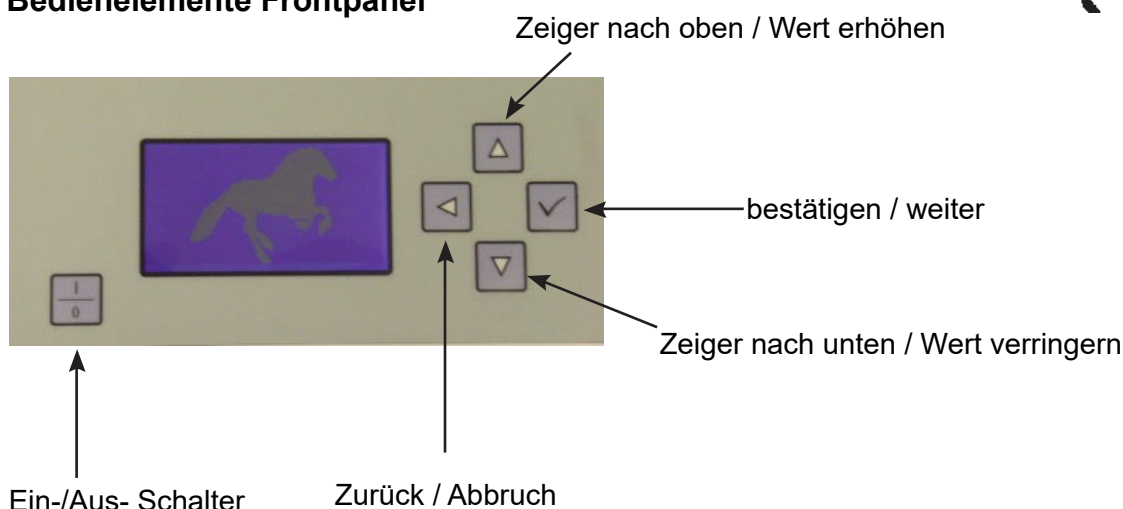 Bedienelemente Frontpanel
Zeiger nach oben / Wert erhöhen
bestätigen / weiter
I
0
Zeiger nach unten / Wert verringern
Ein-/Aus- Schalter
Zurück / Abbruch